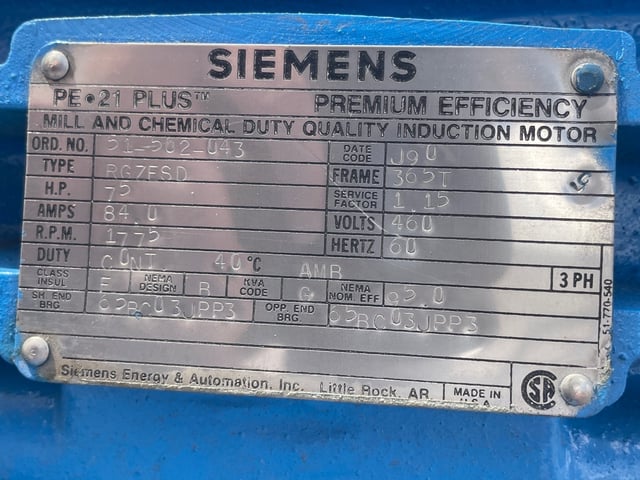 SIEMENS
PE•21 PLUS™ PREMIUM EFFICIENCY
MILL AND CHEMICAL DUTY QUALITY INDUCTION MOTOR
ORD. NO. 51-502-043 DATE CODE J90
TYPE RGZESD FRAME 365T
H.P. 75 SERVICE FACTOR 1.15
AMPS 84.0 VOLTS 460
R.P.M. 1775 HERTZ 60
DUTY CONT 40°C AMB 3 PH
CLASS INSUL F NEMA DESIGN B KVA CODE G NEMA NOM. EFF 95.0
SH. END BRG. 65BC03JPP3 OPP. END BRG. 65BC03JPP3
51-770-540
Siemens Energy & Automation, Inc. Little Rock, AR MADE IN U.S.A.
SA